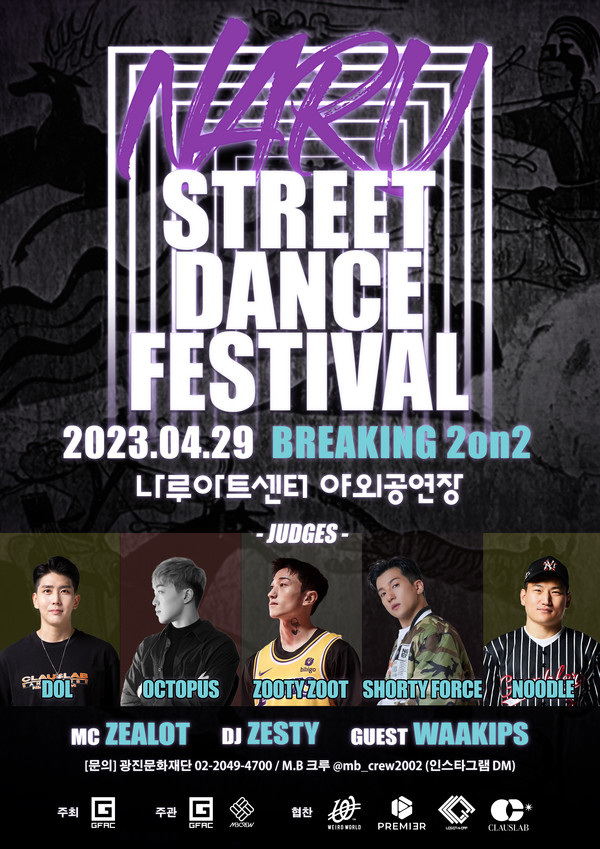 NARU
STREET
DANCE
FESTIVAL
2023.04.29 BREAKING 2on2
나루아트센터 야외공연장
- JUDGES -
DOL OCTOPUS ZOOTY ZOOT SHORTY FORCE NOODLE
MC ZEALOT DJ ZESTY GUEST WAAKIPS
[문의] 광진문화재단 02-2049-4700 / M.B 크루 @mb_crew2002 (인스타그램 DM)
주최 GFAC 주관 GFAC MBCREW 협찬 WEIRD WORLD PREMI3R CLAUSLAB